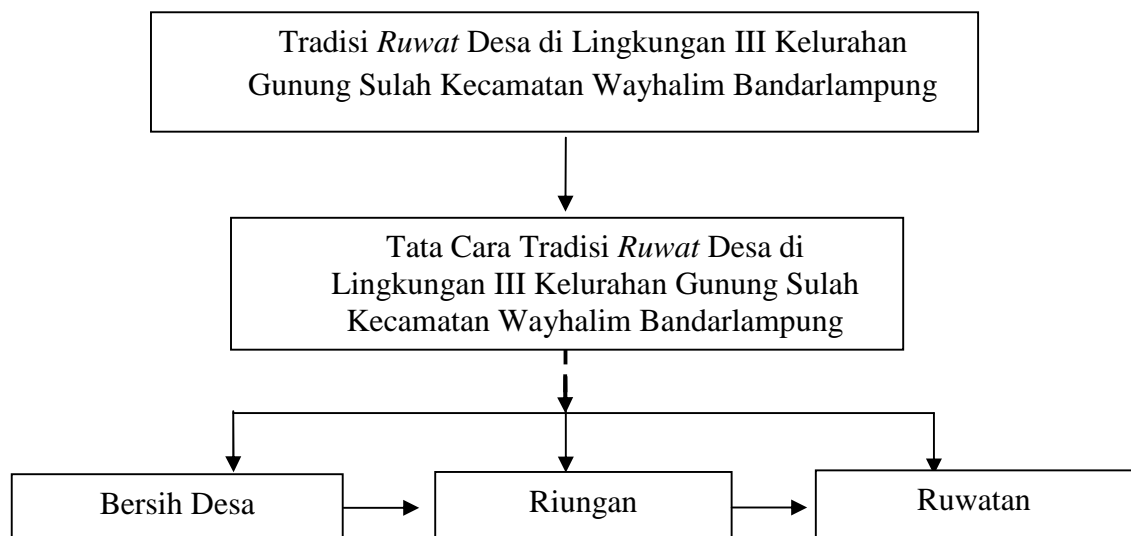 Tradisi Ruwat Desa di Lingkungan III Kelurahan
Gunung Sulah Kecamatan Wayhalim Bandarlampung
Tata Cara Tradisi Ruwat Desa di
Lingkungan III Kelurahan Gunung Sulah
Kecamatan Wayhalim Bandarlampung
Bersih Desa
Riungan
Ruwatan